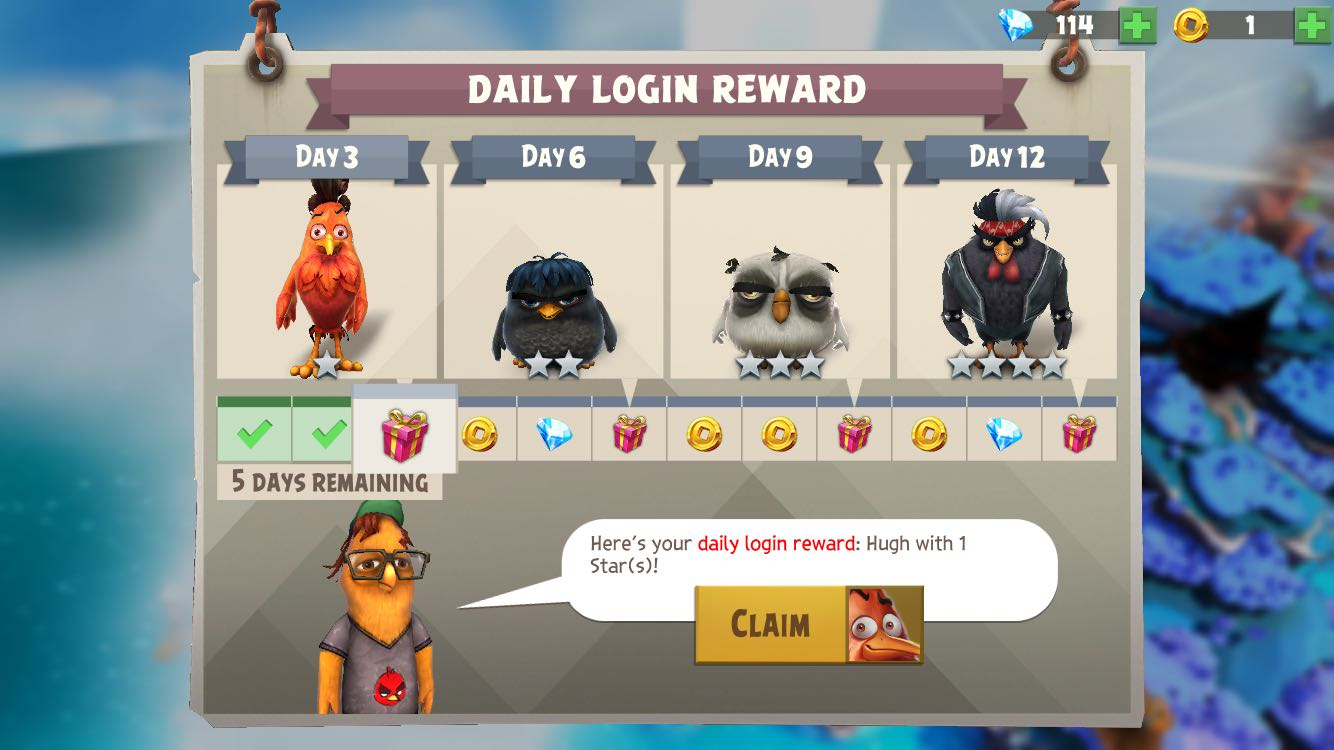 114
1
DAILY LOGIN REWARD
DAY 3
DAY 6
DAY 9
DAY 12
5 DAYS REMAINING
Here's your daily login reward: Hugh with 1
Star(s)!
CLAIM